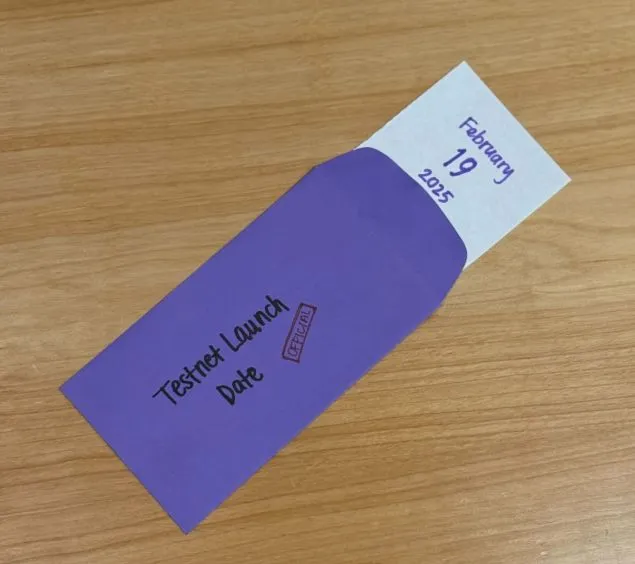 February
19
2025
Testnet Launch
Date
OFFICIAL